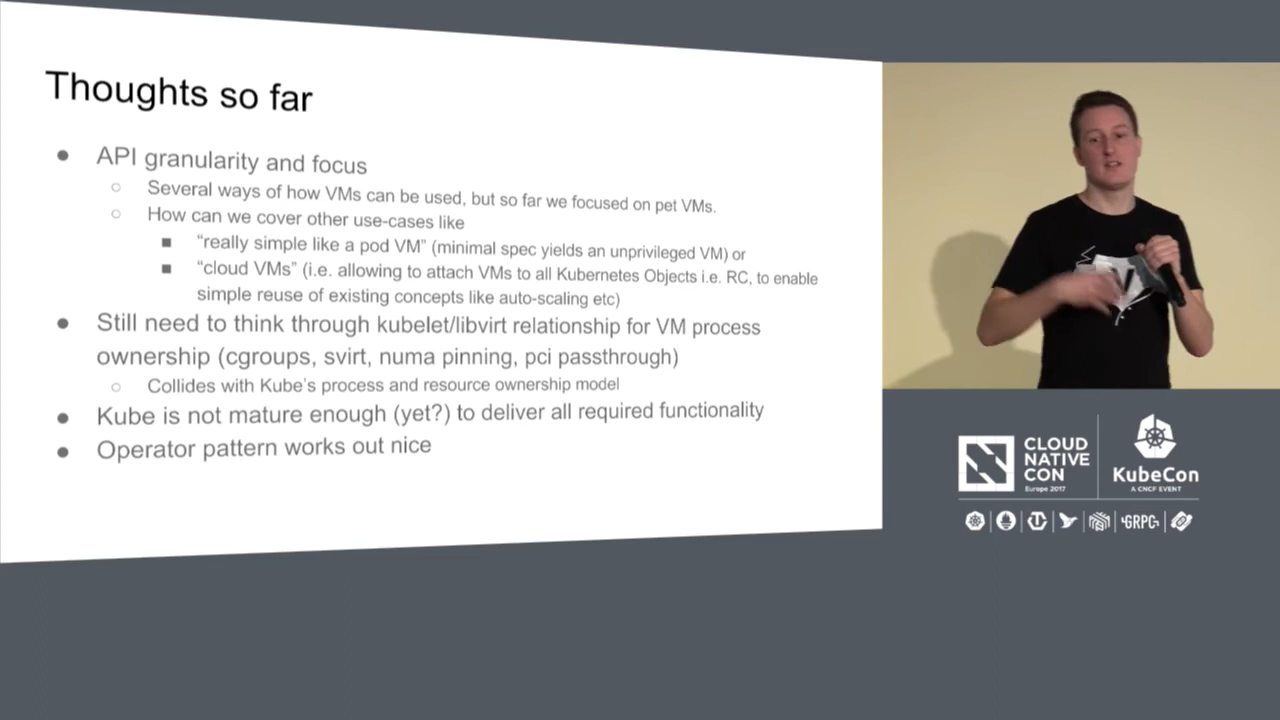 Thoughts so far
API granularity and focus
Several ways of how VMs can be used, but so far we focused on pet VMs.
How can we cover other use-cases like
“really simple like a pod VM” (minimal spec yields an unprivileged VM) or
“cloud VMs” (i.e. allowing to attach VMs to all Kubernetes Objects i.e. RC, to enable
simple reuse of existing concepts like auto-scaling etc)
Still need to think through kubelet/libvirt relationship for VM process
ownership (cgroups, svirt, numa pinning, pci passthrough)
Collides with Kube’s process and resource ownership model
Kube is not mature enough (yet?) to deliver all required functionality
Operator pattern works out nice
CLOUD
NATIVE
CON
Europe 2017
KubeCon
A CNCF EVENT
GRPC